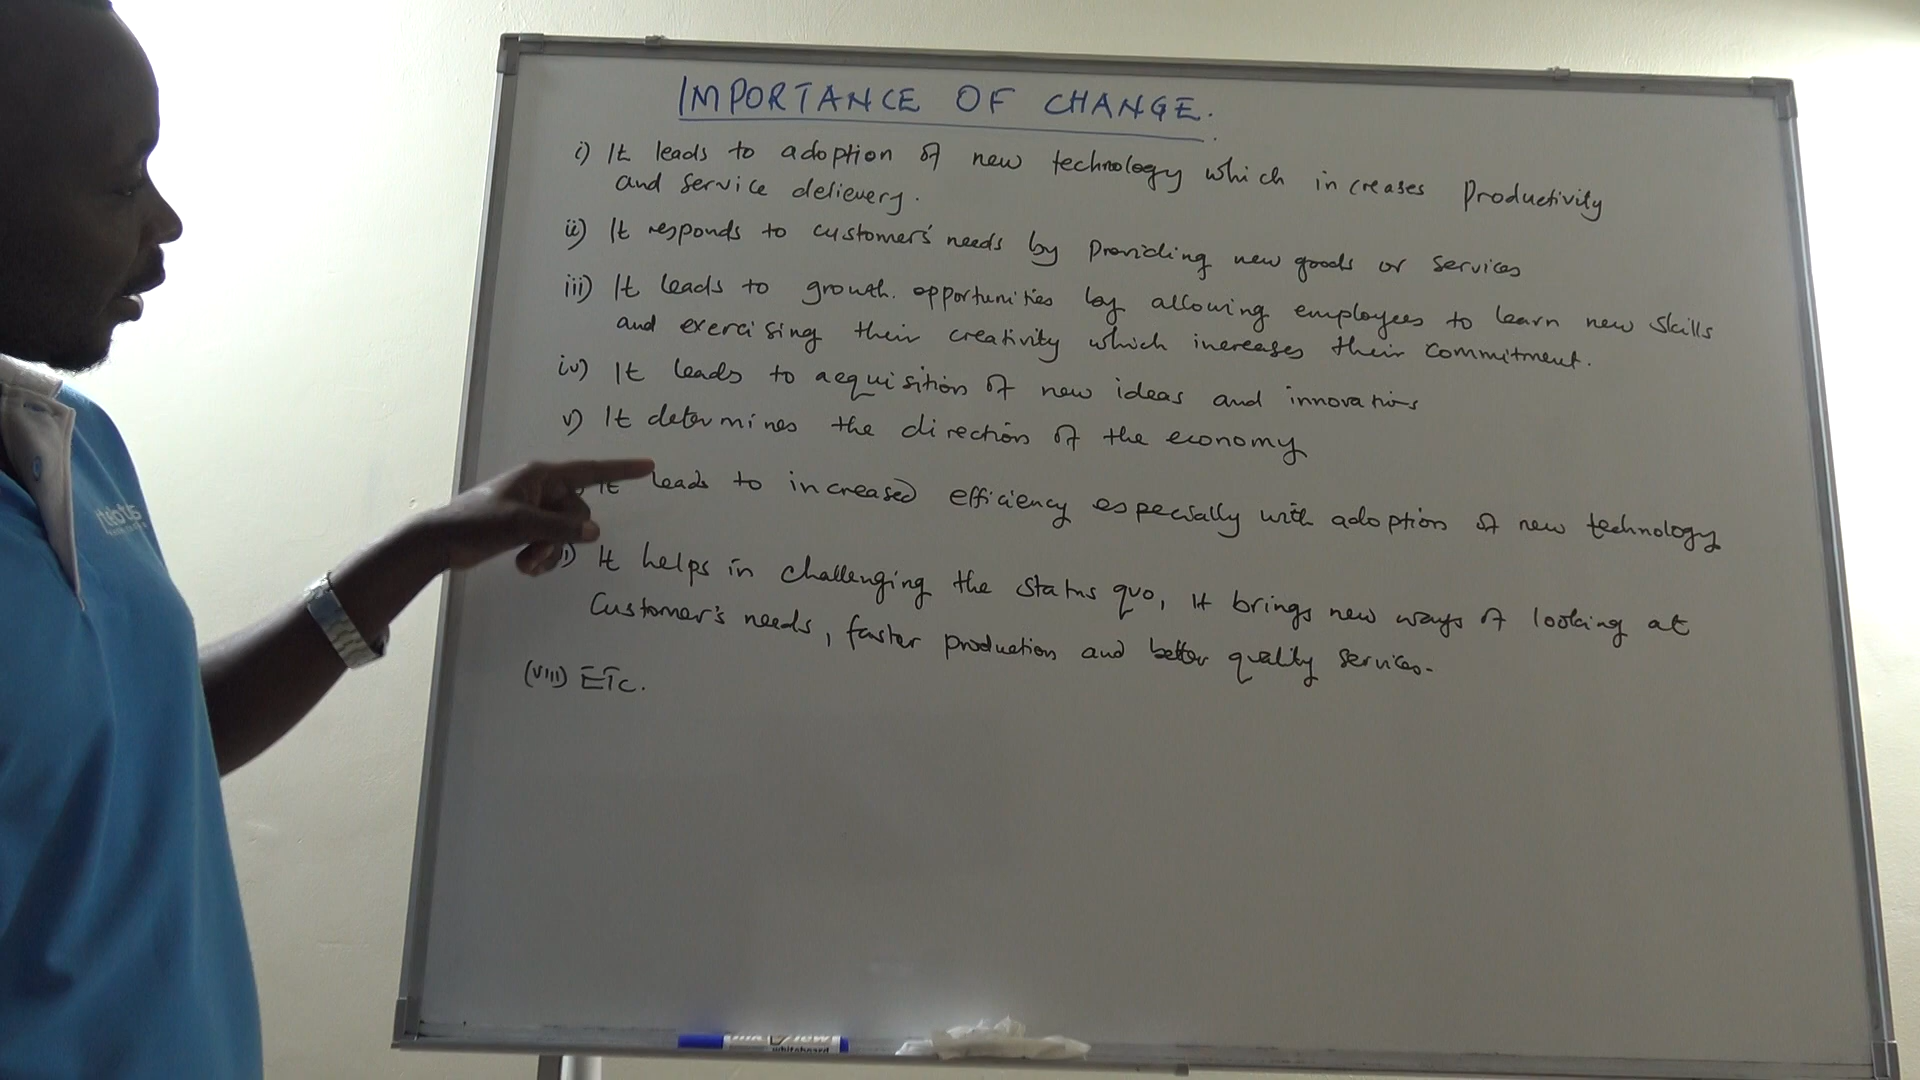 IMPORTANCE OF CHANGE.
i) It leads to adoption of new technology which increases Productivity
and service delievery.
ii) It responds to customers' needs by Providing new goods or services
iii) It leads to growth. opportunities by allowing employees to learn new skills
and exercising their creativity which increases their commitment.
iv) It leads to acquisition of new ideas and innovations
v) It determines the direction of the economy
It leads to increased efficiency especially with adoption of new technology
i) It helps in challenging the status quo, it brings new ways of looking at
Customer's needs, faster production and better quality services.
(viii) ETC.
whiteboard